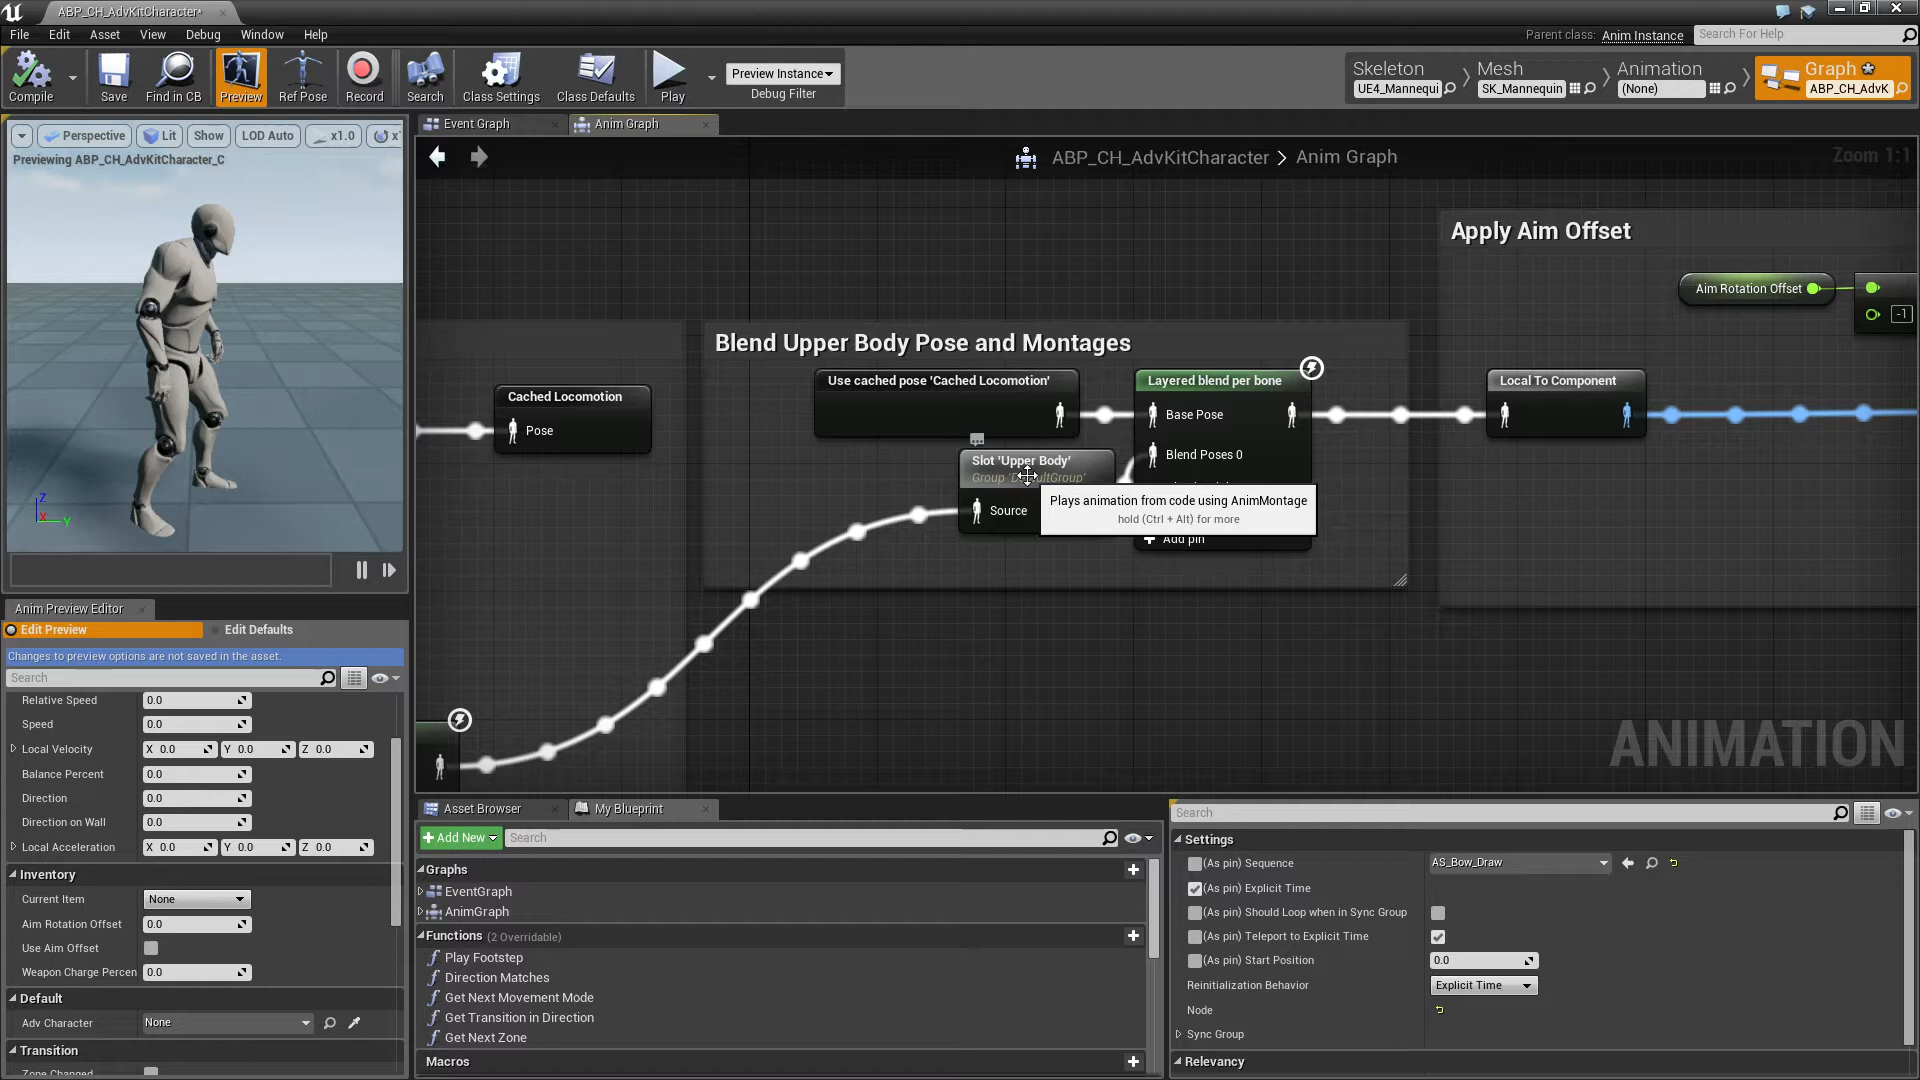 ABP_CH_AdvKitCharacter*
File Edit Asset View Debug Window Help
Parent class: Anim Instance
Search For Help
Compile
Save
Find in CB
Preview
Ref Pose
Record
Search
Class Settings
Class Defaults
Play
Preview Instance
Debug Filter
Skeleton
UE4_Mannequi
Mesh
SK_Mannequin
Animation
(None)
Graph
ABP_CH_AdvK
Perspective Lit Show LOD Auto x1.0
Previewing ABP_CH_AdvKitCharacter_C
Z
X
Y
Event Graph
Anim Graph
ABP_CH_AdvKitCharacter > Anim Graph
Zoom 1:1
Apply Aim Offset
Aim Rotation Offset
-1
Blend Upper Body Pose and Montages
Cached Locomotion
Pose
Use cached pose 'Cached Locomotion'
Layered blend per bone
Base Pose
Blend Poses 0
Add pin
Local To Component
Slot 'Upper Body'
Source
Plays animation from code using AnimMontage
hold (Ctrl + Alt) for more
ANIMATION
Anim Preview Editor
Edit Preview
Edit Defaults
Changes to preview options are not saved in the asset.
Search
Relative Speed 0.0
Speed 0.0
Local Velocity X 0.0 Y 0.0 Z 0.0
Balance Percent 0.0
Direction 0.0
Direction on Wall 0.0
Local Acceleration X 0.0 Y 0.0 Z 0.0
Inventory
Current Item None
Aim Rotation Offset 0.0
Use Aim Offset
Weapon Charge Percen 0.0
Default
Adv Character None
Transition
Zone Changed
Asset Browser
My Blueprint
Add New
Search
Graphs
EventGraph
AnimGraph
Functions (2 Overridable)
Play Footstep
Direction Matches
Get Next Movement Mode
Get Transition in Direction
Get Next Zone
Macros
Search
Settings
(As pin) Sequence AS_Bow_Draw
(As pin) Explicit Time
(As pin) Should Loop when in Sync Group
(As pin) Teleport to Explicit Time
(As pin) Start Position 0.0
Reinitialization Behavior Explicit Time
Node
Sync Group
Relevancy